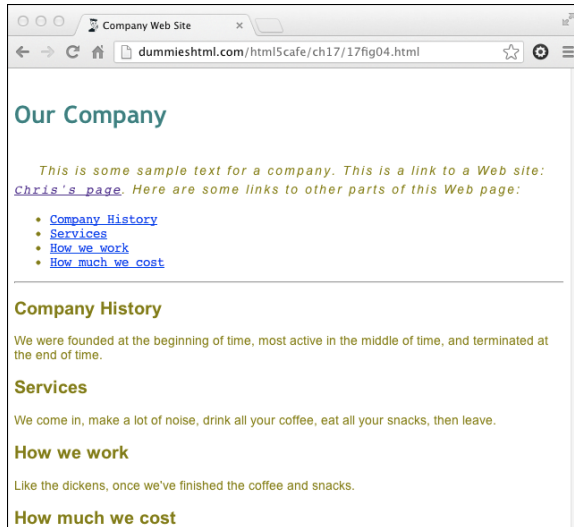 Company Web Site
dummieshtml.com/html5cafe/ch17/17fig04.html
Our Company
This is some sample text for a company. This is a link to a Web site:
Chris's page. Here are some links to other parts of this Web page:
Company History
Services
How we work
How much we cost
Company History
We were founded at the beginning of time, most active in the middle of time, and terminated at
the end of time.
Services
We come in, make a lot of noise, drink all your coffee, eat all your snacks, then leave.
How we work
Like the dickens, once we've finished the coffee and snacks.
How much we cost